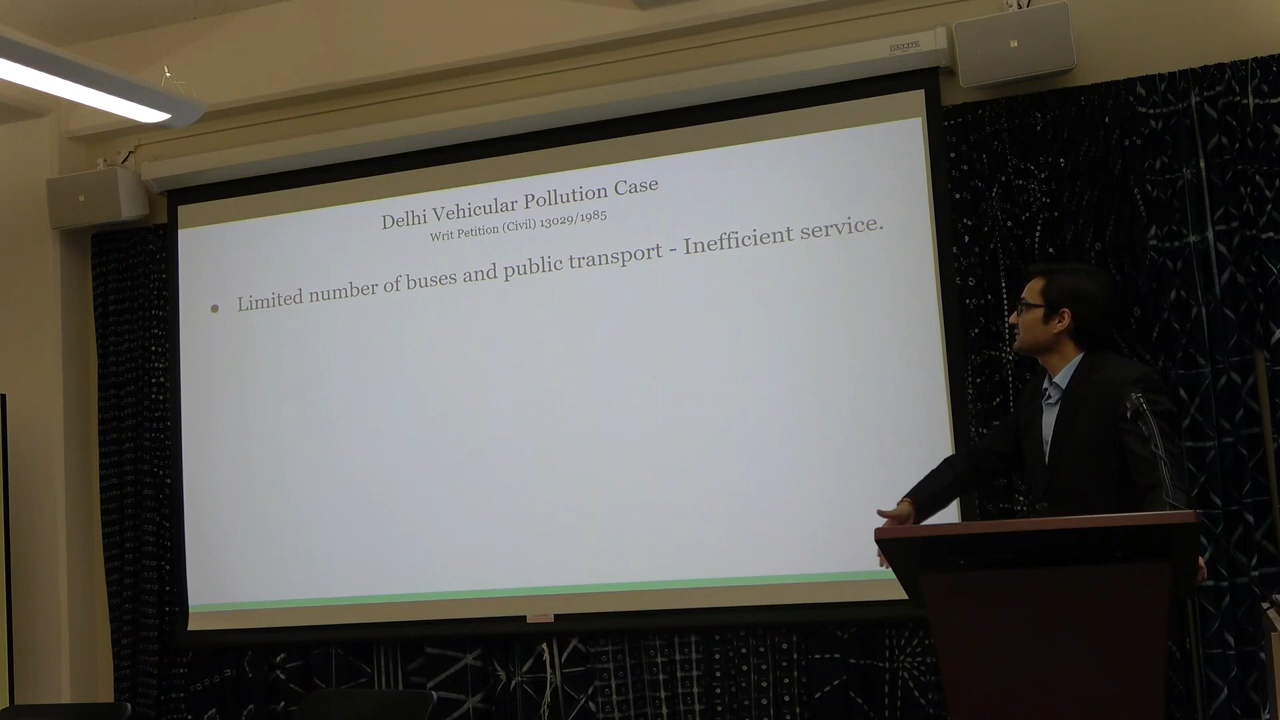 Delhi Vehicular Pollution Case
Writ Petition (Civil) 13029/1985
● Limited number of buses and public transport - Inefficient service.